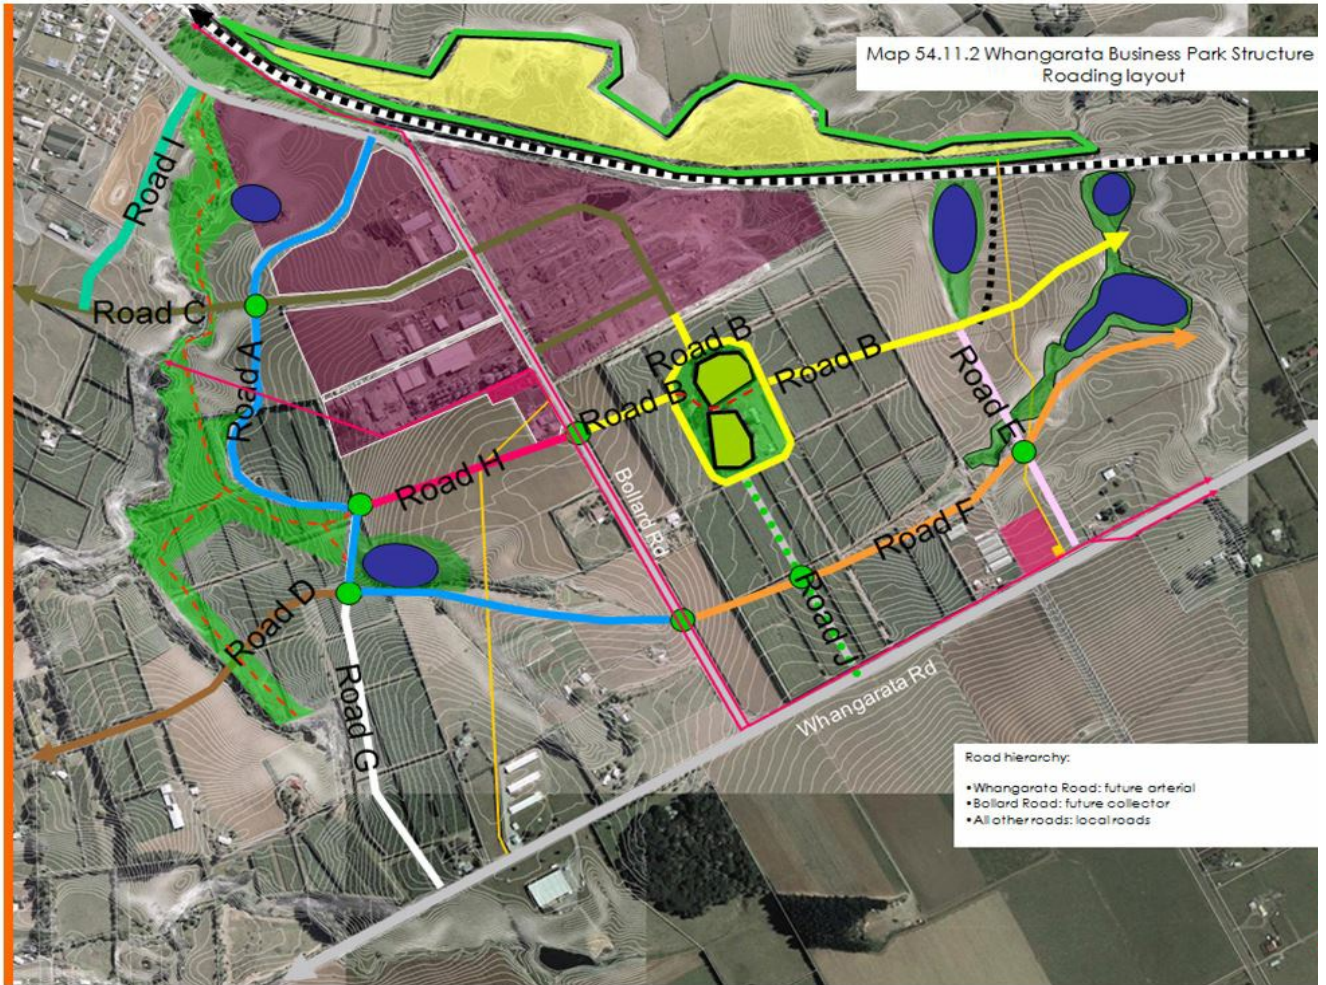 Map 54.11.2 Whangarata Business Park Structure
Roading layout
Road I
Road C
Road A
Road B
Road B
Road B
Road E
Road H
Bollard Rd
Road F
Road J
Road D
Road G
Whangarata Rd
Road hierarchy:
•Whangarata Road: future arterial
•Bollard Road: future collector
•All other roads: local roads